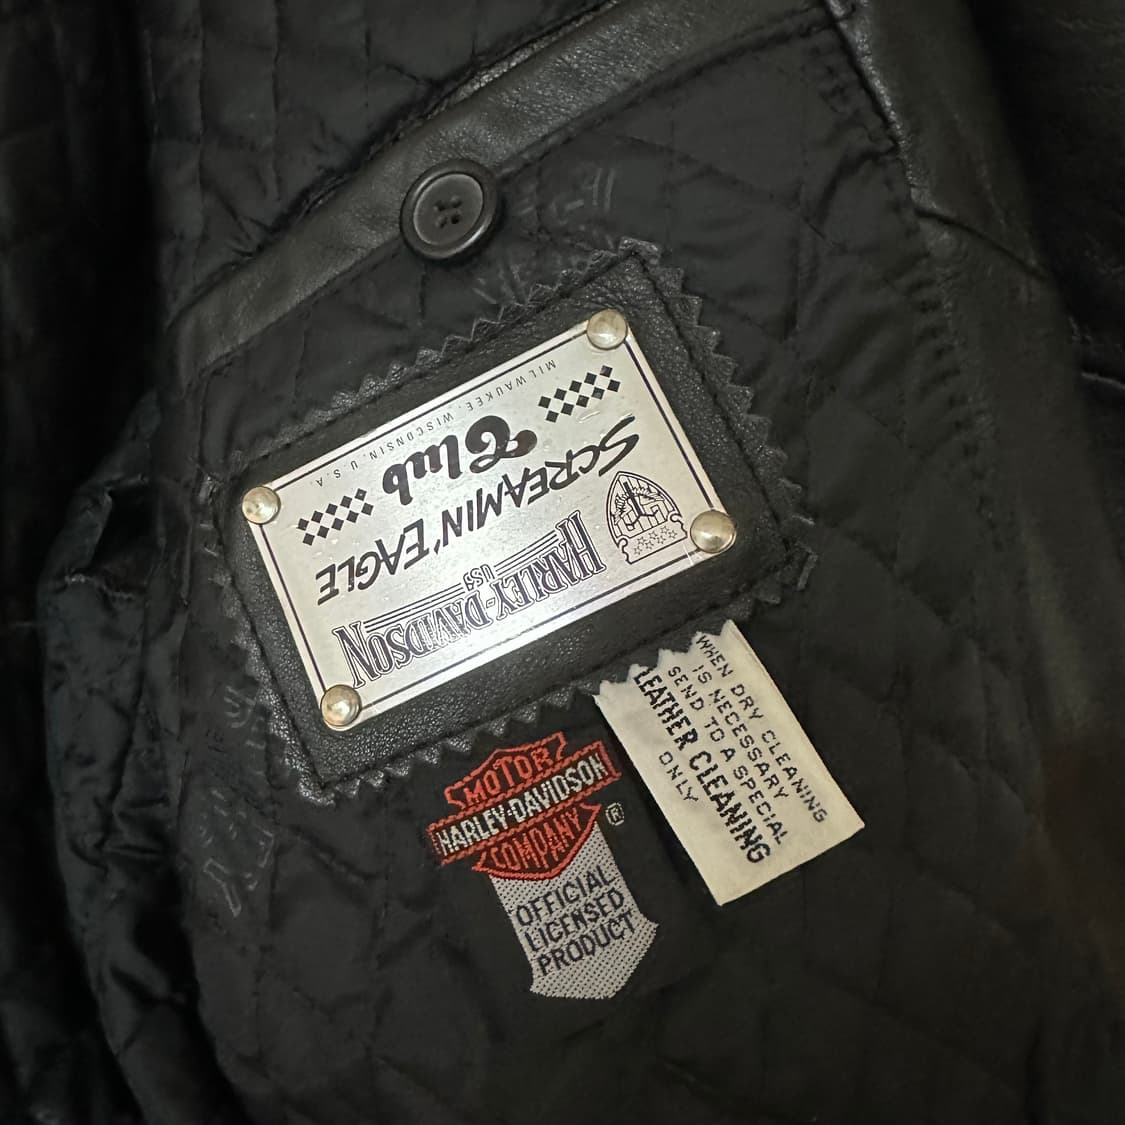 HARLEY-DAVIDSON
USA
SCREAMIN' EAGLE
Club
MILWAUKEE, WISCONSIN, U.S.A.
MOTOR
HARLEY-DAVIDSON
COMPANY
®
OFFICIAL
LICENSED
PRODUCT
WHEN DRY CLEANING
IS NECESSARY
SEND TO A SPECIAL
LEATHER CLEANING
ONLY